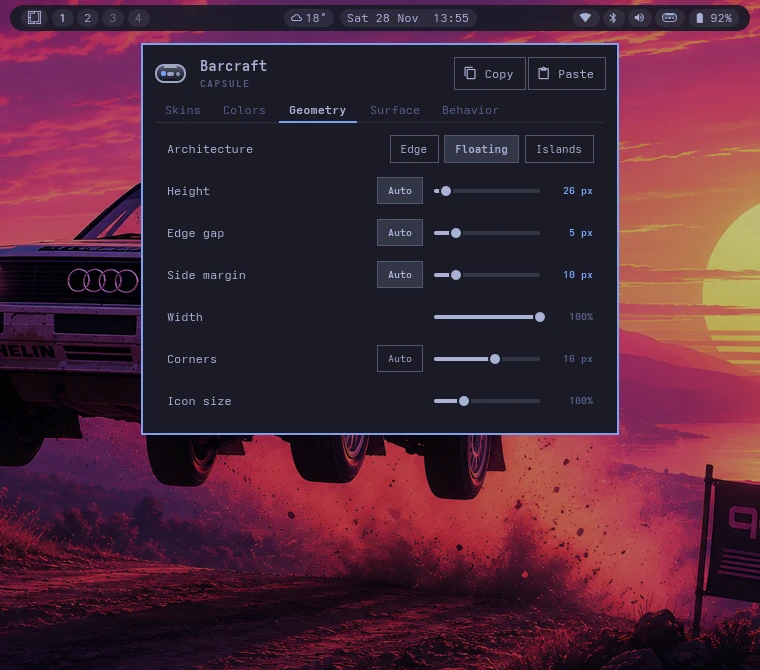 1 2 3 4 18° Sat 28 Nov 13:55 92%
Barcraft
CAPSULE
Copy Paste
Skins Colors Geometry Surface Behavior
Architecture Edge Floating Islands
Height Auto 26 px
Edge gap Auto 5 px
Side margin Auto 10 px
Width 100%
Corners Auto 16 px
Icon size 100%
HELIN